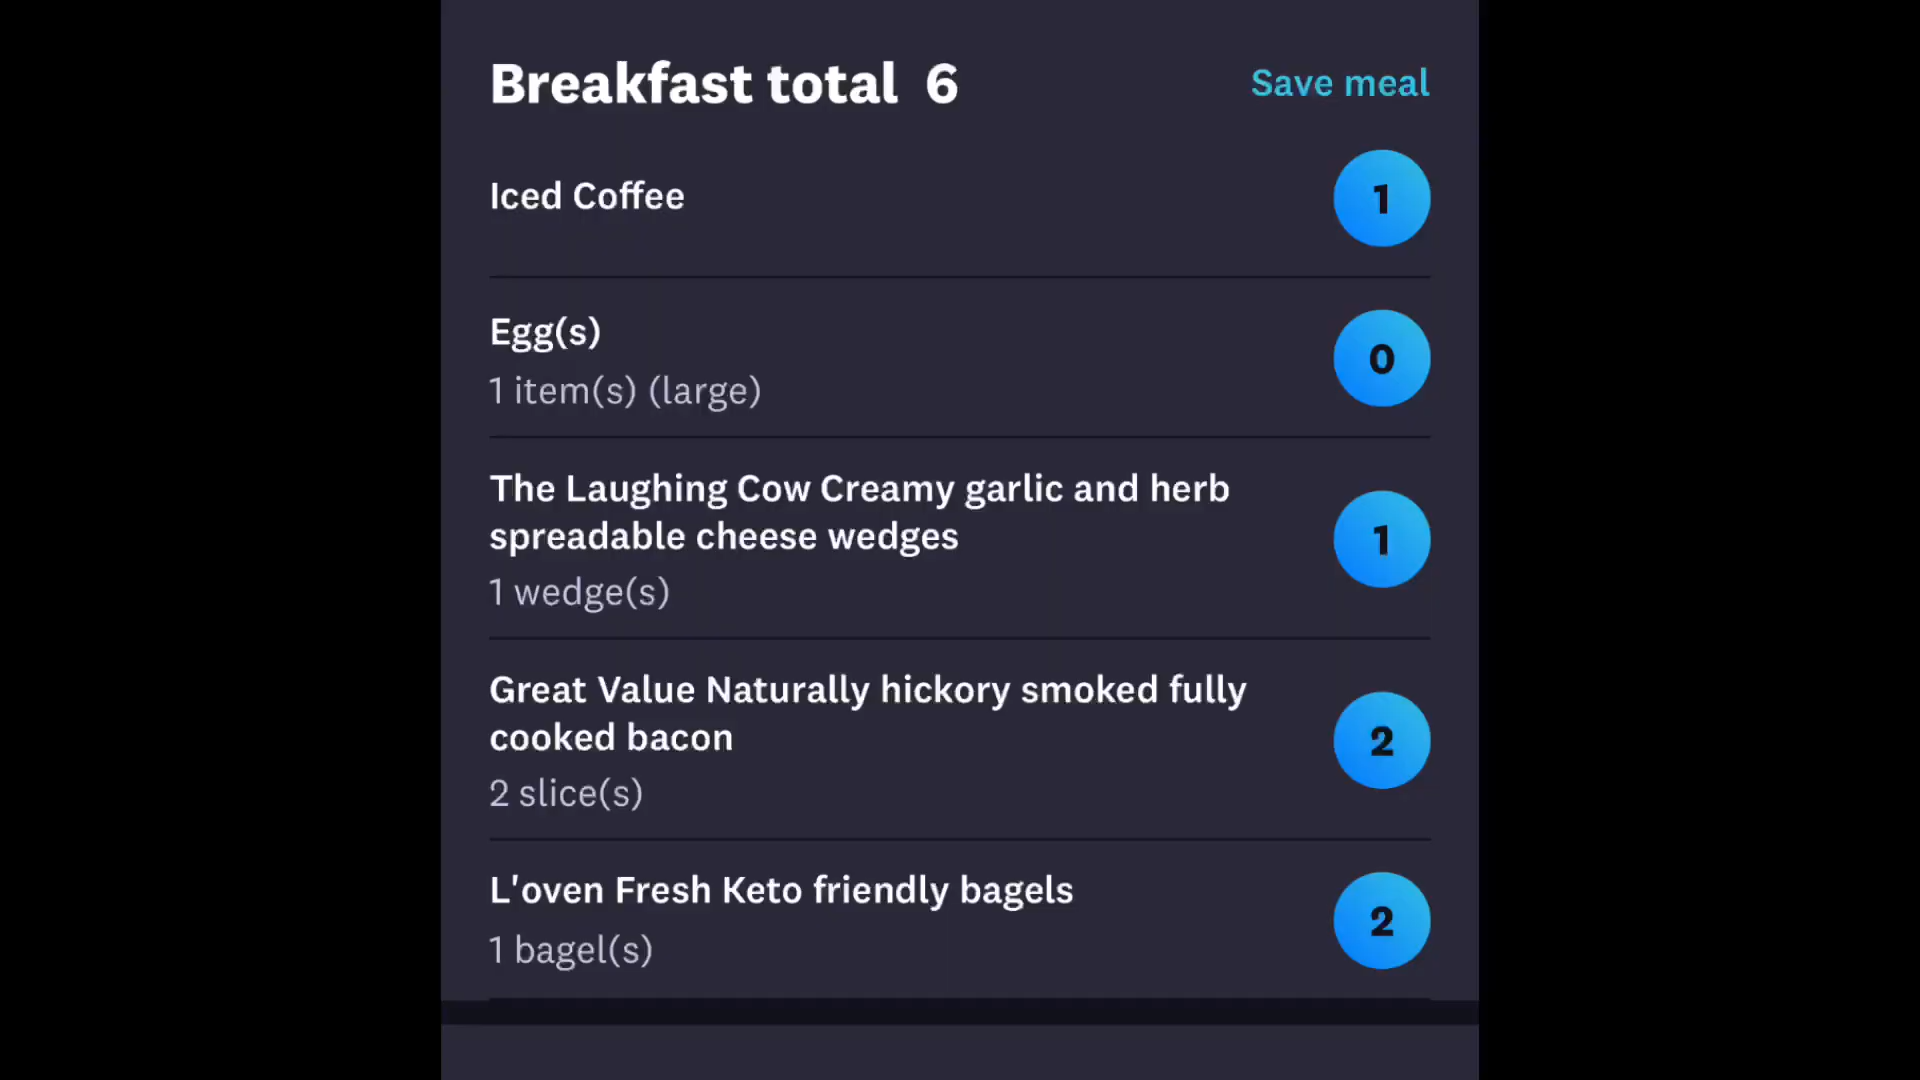 Breakfast total 6
Save meal
Iced Coffee
1
Egg(s)
1 item(s) (large)
0
The Laughing Cow Creamy garlic and herb
spreadable cheese wedges
1 wedge(s)
1
Great Value Naturally hickory smoked fully
cooked bacon
2 slice(s)
2
L'oven Fresh Keto friendly bagels
1 bagel(s)
2